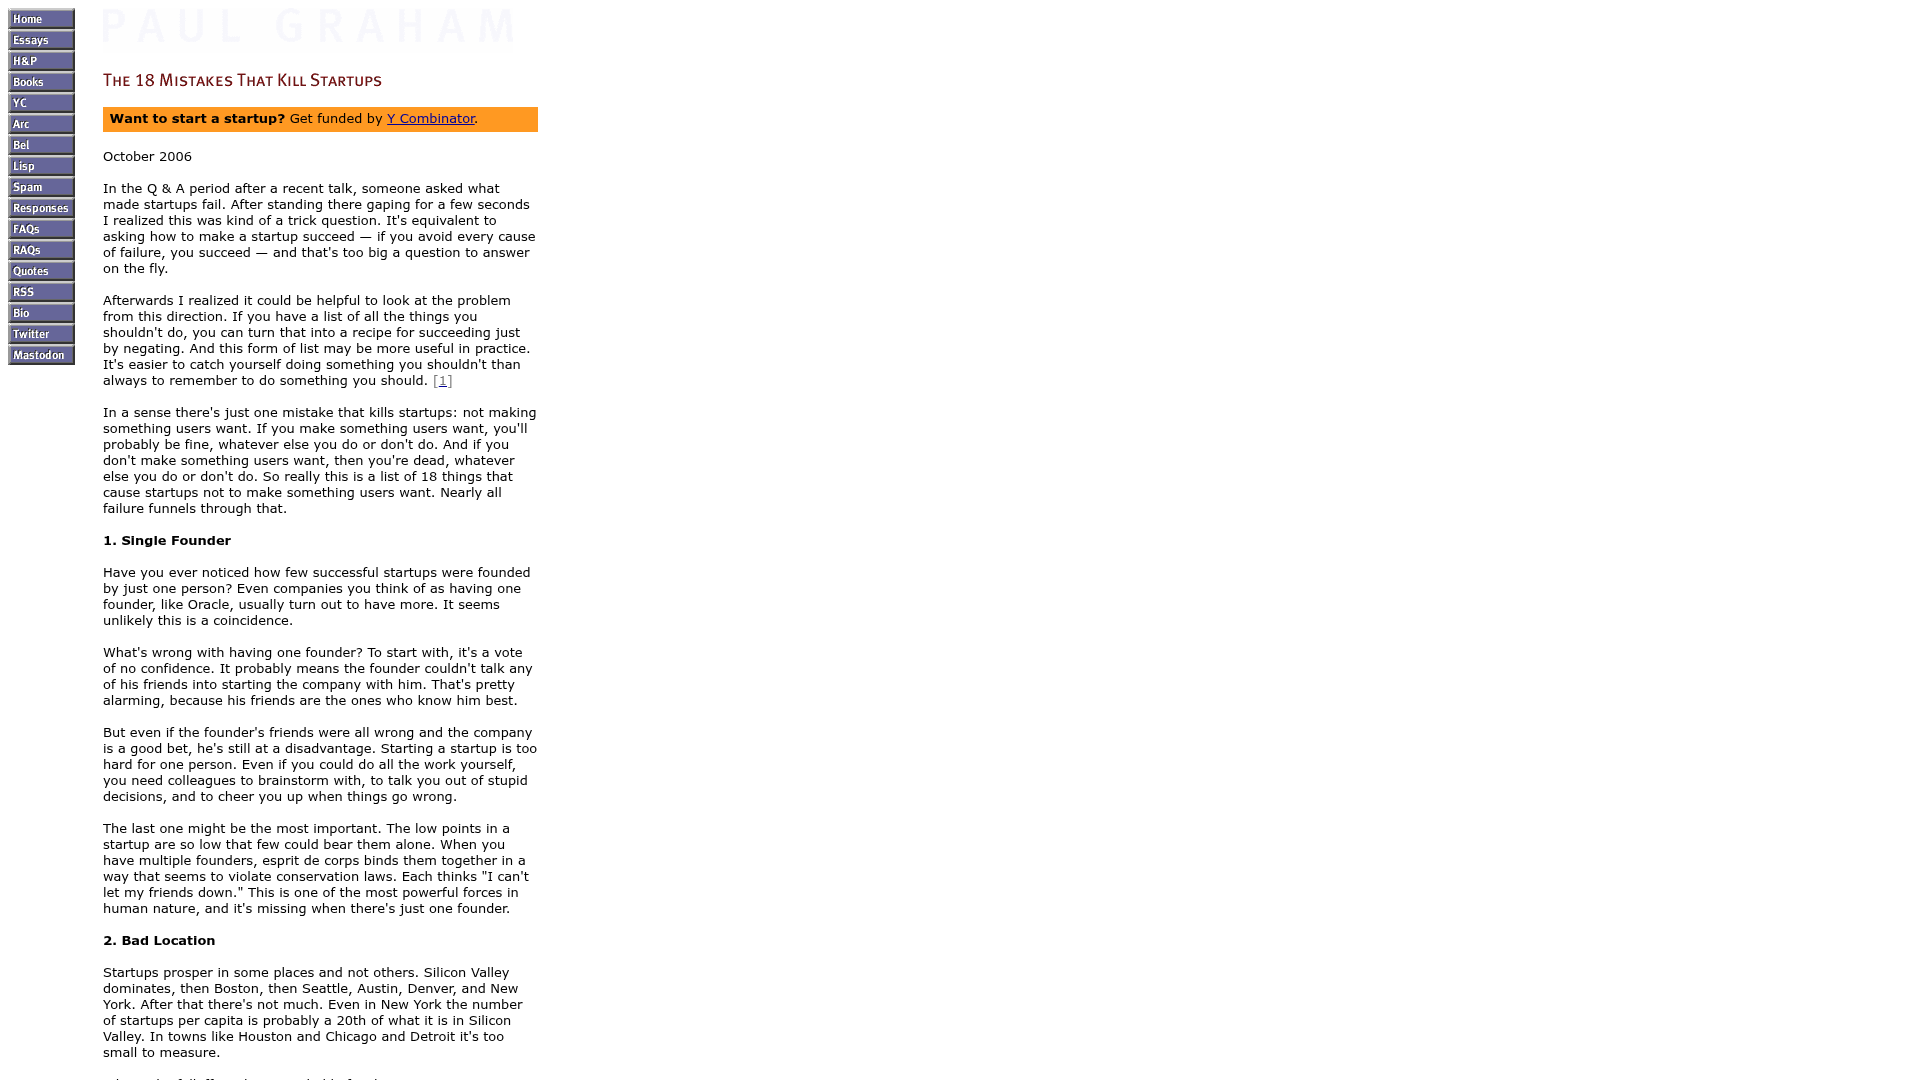 Home
Essays
H&P
Books
YC
Arc
Bel
Lisp
Spam
Responses
FAQs
RAQs
Quotes
RSS
Bio
Twitter
Mastodon
PAUL GRAHAM
The 18 Mistakes That Kill Startups
Want to start a startup? Get funded by Y Combinator.
October 2006
In the Q & A period after a recent talk, someone asked what
made startups fail. After standing there gaping for a few seconds
I realized this was kind of a trick question. It's equivalent to
asking how to make a startup succeed — if you avoid every cause
of failure, you succeed — and that's too big a question to answer
on the fly.
Afterwards I realized it could be helpful to look at the problem
from this direction. If you have a list of all the things you
shouldn't do, you can turn that into a recipe for succeeding just
by negating. And this form of list may be more useful in practice.
It's easier to catch yourself doing something you shouldn't than
always to remember to do something you should. [1]
In a sense there's just one mistake that kills startups: not making
something users want. If you make something users want, you'll
probably be fine, whatever else you do or don't do. And if you
don't make something users want, then you're dead, whatever
else you do or don't do. So really this is a list of 18 things that
cause startups not to make something users want. Nearly all
failure funnels through that.
1. Single Founder
Have you ever noticed how few successful startups were founded
by just one person? Even companies you think of as having one
founder, like Oracle, usually turn out to have more. It seems
unlikely this is a coincidence.
What's wrong with having one founder? To start with, it's a vote
of no confidence. It probably means the founder couldn't talk any
of his friends into starting the company with him. That's pretty
alarming, because his friends are the ones who know him best.
But even if the founder's friends were all wrong and the company
is a good bet, he's still at a disadvantage. Starting a startup is too
hard for one person. Even if you could do all the work yourself,
you need colleagues to brainstorm with, to talk you out of stupid
decisions, and to cheer you up when things go wrong.
The last one might be the most important. The low points in a
startup are so low that few could bear them alone. When you
have multiple founders, esprit de corps binds them together in a
way that seems to violate conservation laws. Each thinks "I can't
let my friends down." This is one of the most powerful forces in
human nature, and it's missing when there's just one founder.
2. Bad Location
Startups prosper in some places and not others. Silicon Valley
dominates, then Boston, then Seattle, Austin, Denver, and New
York. After that there's not much. Even in New York the number
of startups per capita is probably a 20th of what it is in Silicon
Valley. In towns like Houston and Chicago and Detroit it's too
small to measure.